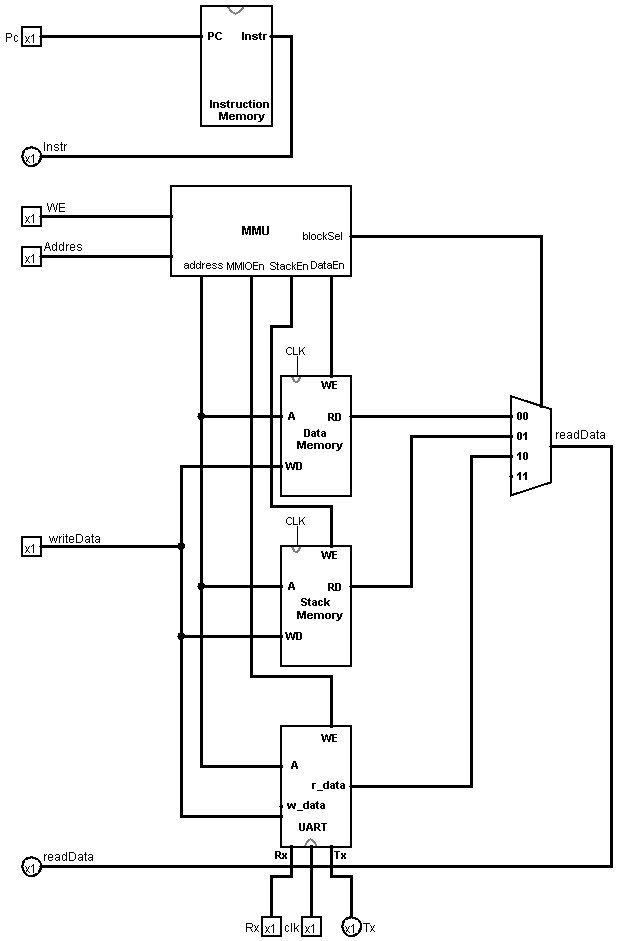 Pc x1
PC Instr
Instruction
Memory
Instr
x1
WE
x1
MMU
blockSel
Addres
x1
address MMIOEn StackEn DataEn
CLK
WE
A RD
Data
Memory
WD
00
01
10
11
readData
writeData
x1
CLK
WE
A RD
Stack
Memory
WD
WE
A
r_data
w_data
UART
Rx Tx
readData
x1
Rx x1 clk x1 x1 Tx